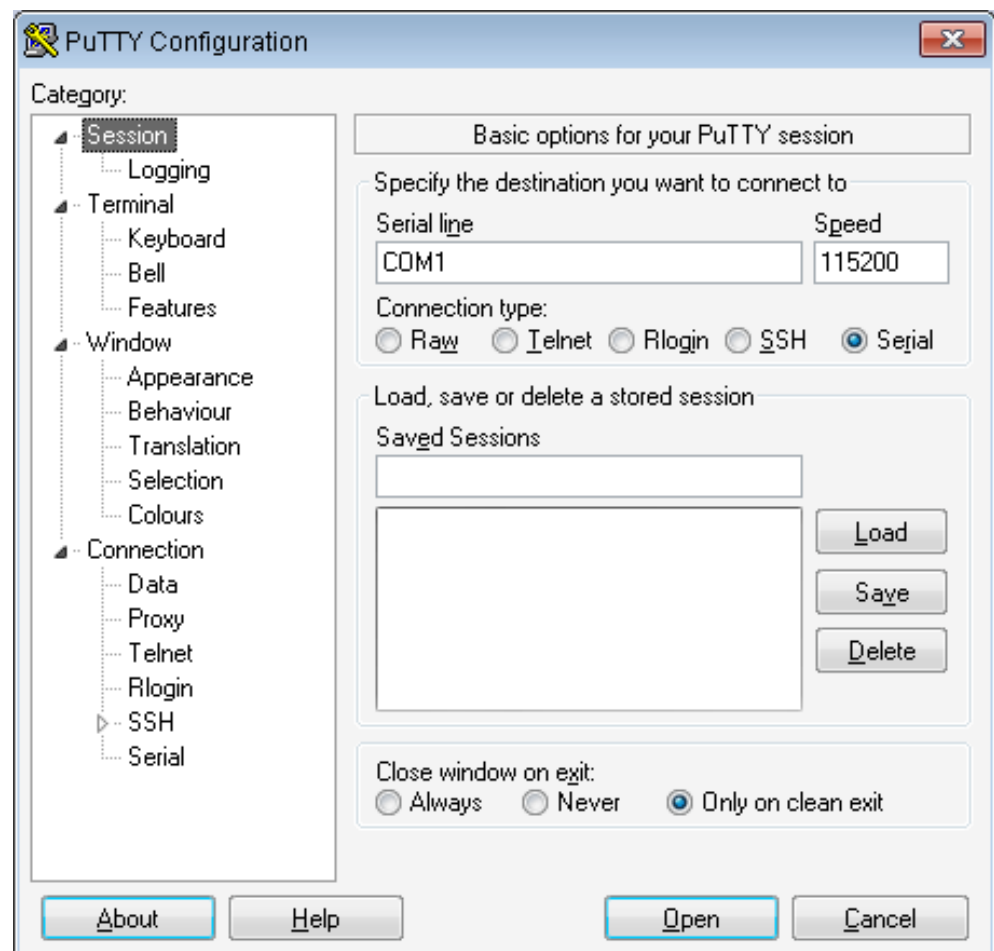 PuTTY Configuration
Category:
Session
Logging
Terminal
Keyboard
Bell
Features
Window
Appearance
Behaviour
Translation
Selection
Colours
Connection
Data
Proxy
Telnet
Rlogin
SSH
Serial
Basic options for your PuTTY session
Specify the destination you want to connect to
Serial line Speed
COM1 115200
Connection type:
Raw Telnet Rlogin SSH Serial
Load, save or delete a stored session
Saved Sessions
Load
Save
Delete
Close window on exit:
Always Never Only on clean exit
About Help Open Cancel